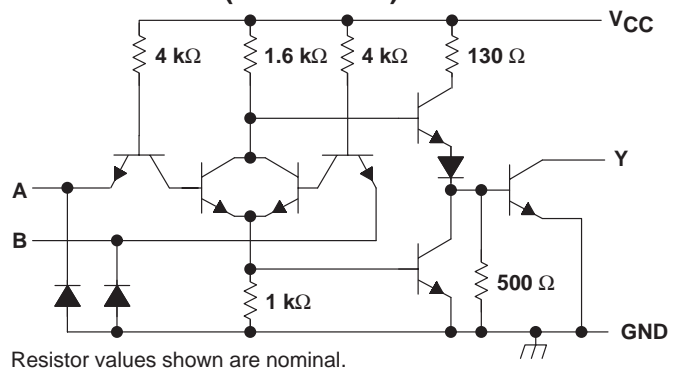 VCC
4 kΩ
1.6 kΩ
4 kΩ
130 Ω
A
Y
B
500 Ω
1 kΩ
GND
Resistor values shown are nominal.